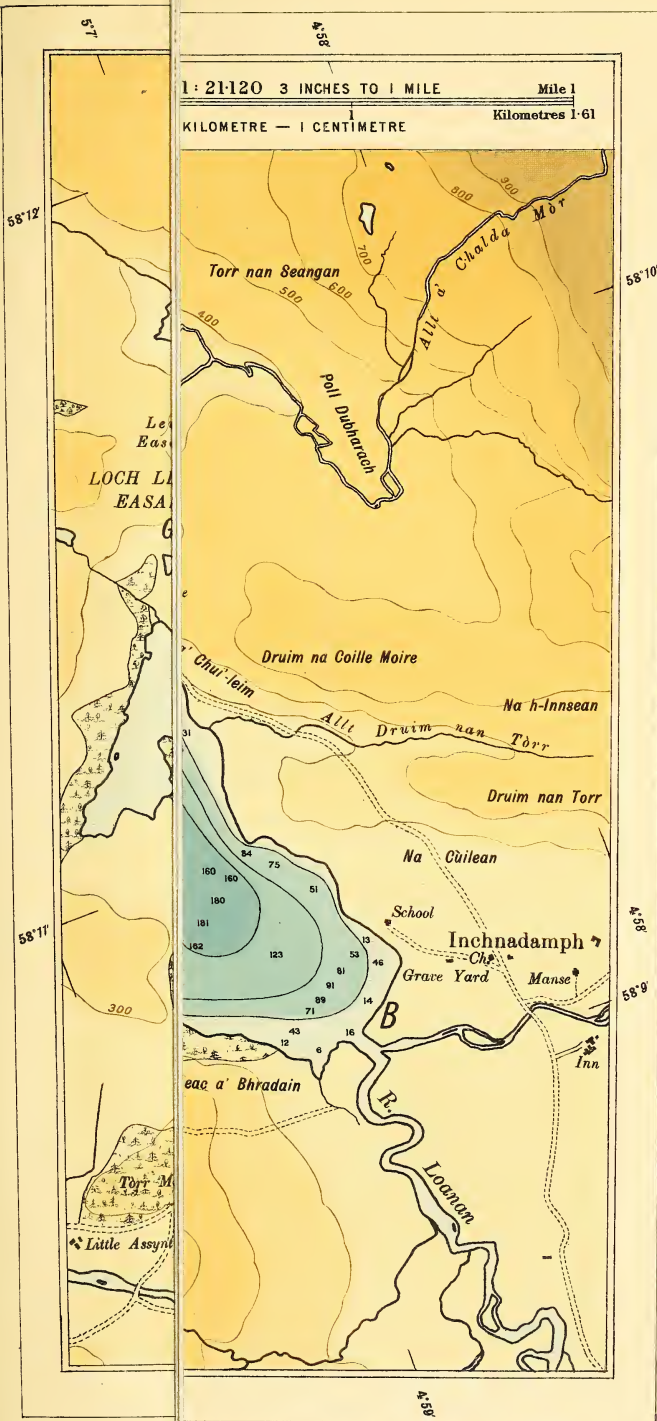 5°7'
4°58'
1:21·120 3 INCHES TO 1 MILE
Mile 1
1
Kilometres 1·61
KILOMETRE — 1 CENTIMETRE
58°12'
58°10'
800
300
700
600
500
400
Torr nan Seangan
Allt a' Chalda Mòr
Poll Dubharach
Le
Eas
LOCH L
EASA
G
e
Druim na Coille Moire
a' Chui'-leim
Na h-Innsean
Allt Druim nan Tòrr
31
Druim nan Torr
Na Cùilean
84
75
160
160
51
180
181
School
162
13
123
53
46
81
91
89
14
71
43
16
12
6
Inchnadamph
Ch.
Grave Yard
Manse
B
Inn
58°11'
4°58'
58°9'
300
eac a' Bhradain
R. Loanan
Tòrr M
Little Assynt
4°59'